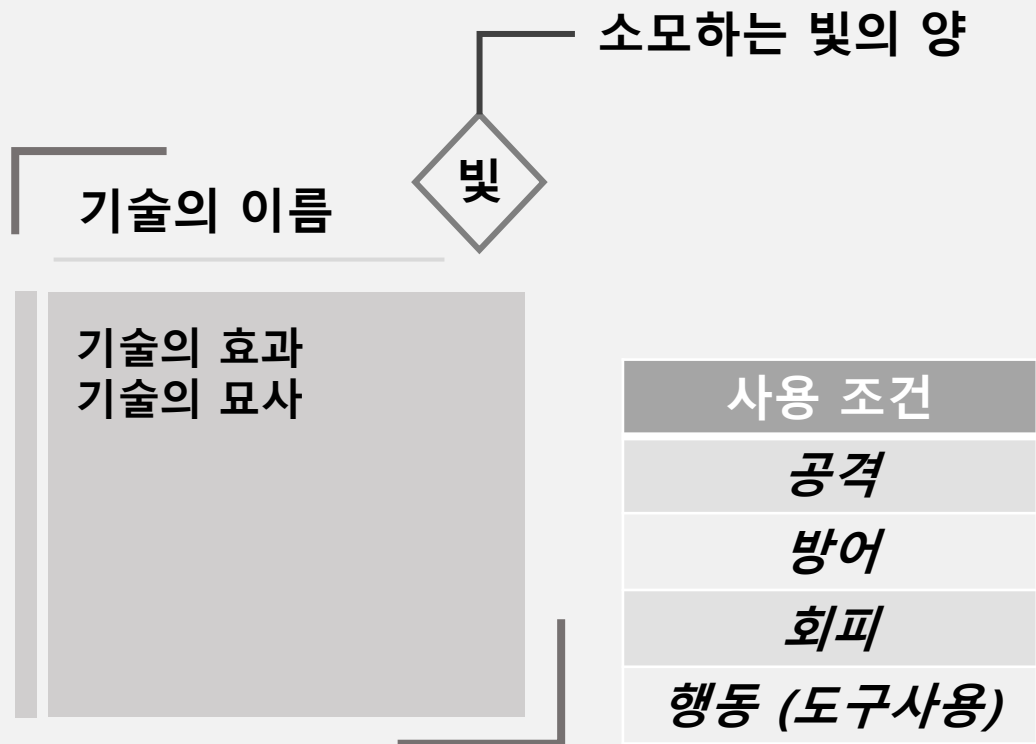 소모하는 빛의 양
빛
기술의 이름
기술의 효과
기술의 묘사
사용 조건
공격
방어
회피
행동 (도구사용)